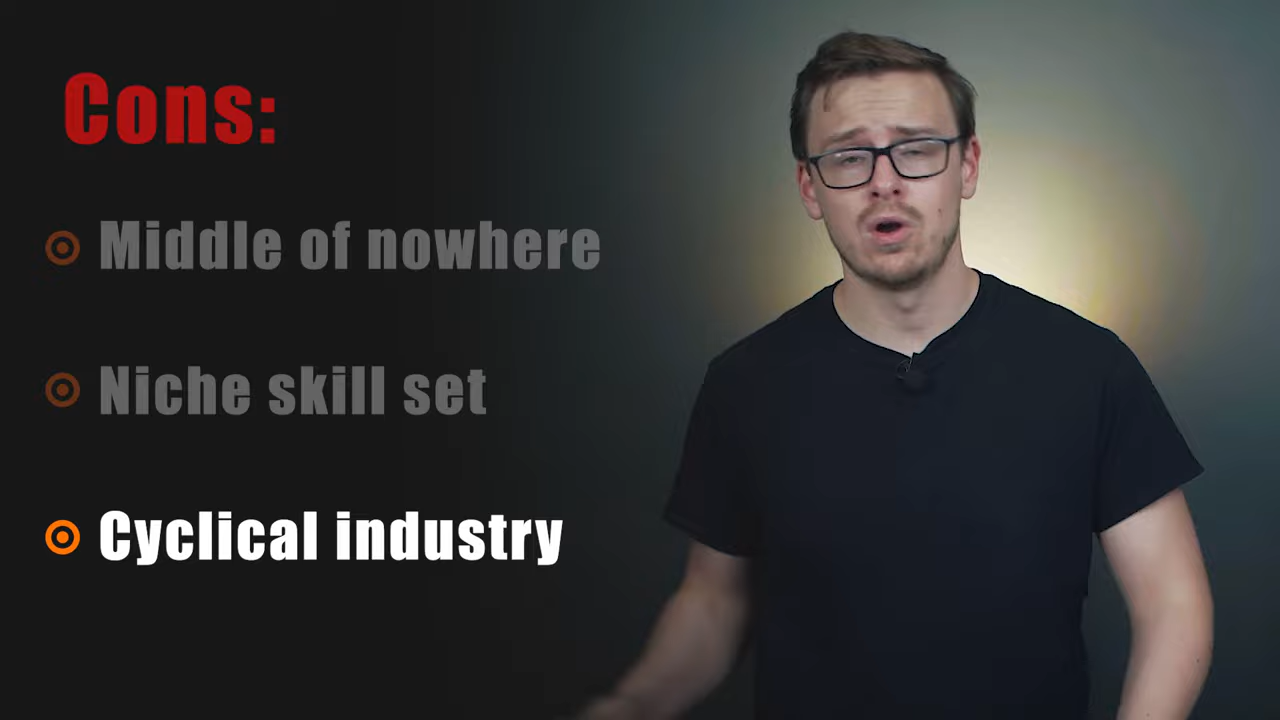 Cons:
Middle of nowhere
Niche skill set
Cyclical industry